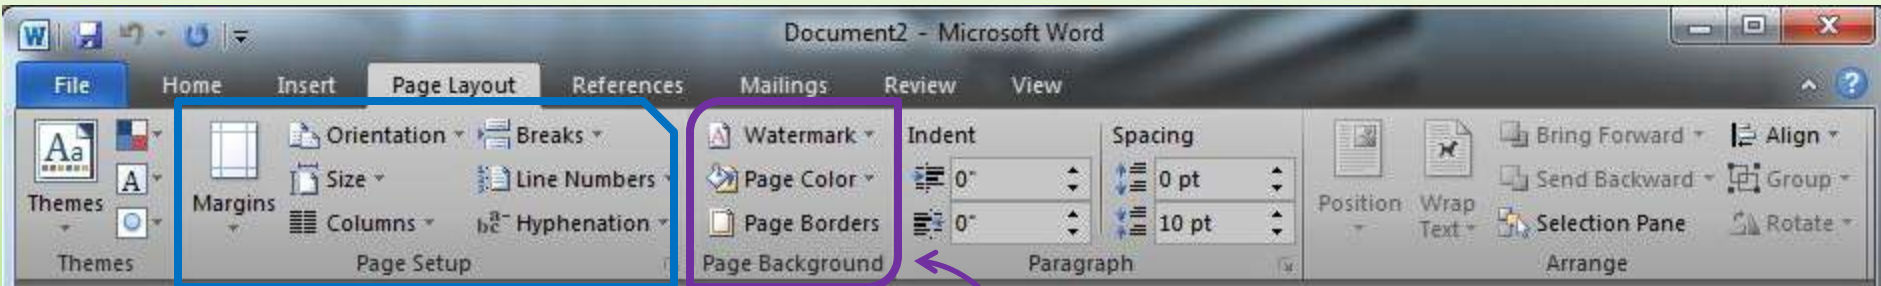 Document2 - Microsoft Word
File Home Insert Page Layout References Mailings Review View
Orientation Breaks Watermark Indent Spacing Bring Forward Align
Size Line Numbers Page Color 0" 0 pt Send Backward Group
Themes Margins Columns Hyphenation Page Borders 0" 10 pt Position Wrap Text Selection Pane Rotate
Themes Page Setup Page Background Paragraph Arrange